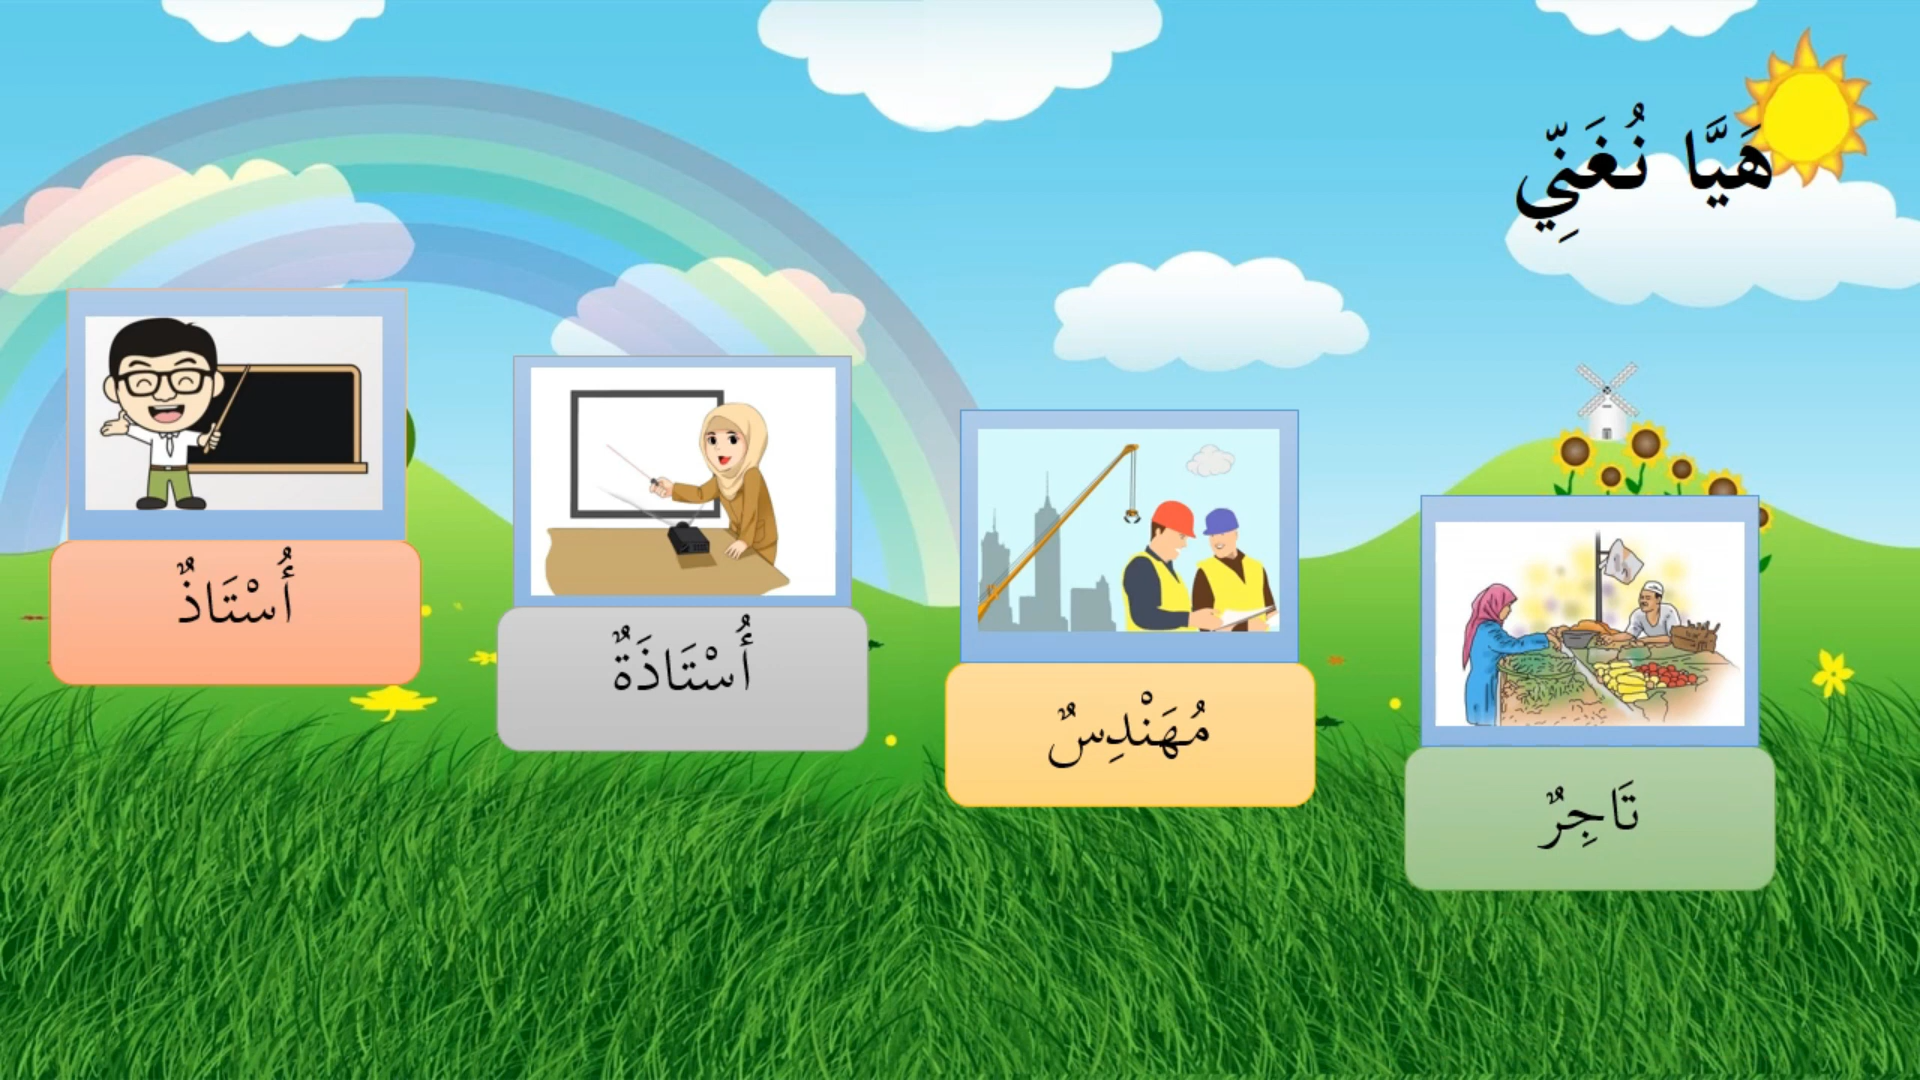 هَيَّا نُغَنِّي
أُسْتَاذٌ
أُسْتَاذَةٌ
مُهَنْدِسٌ
تَاجِرٌ